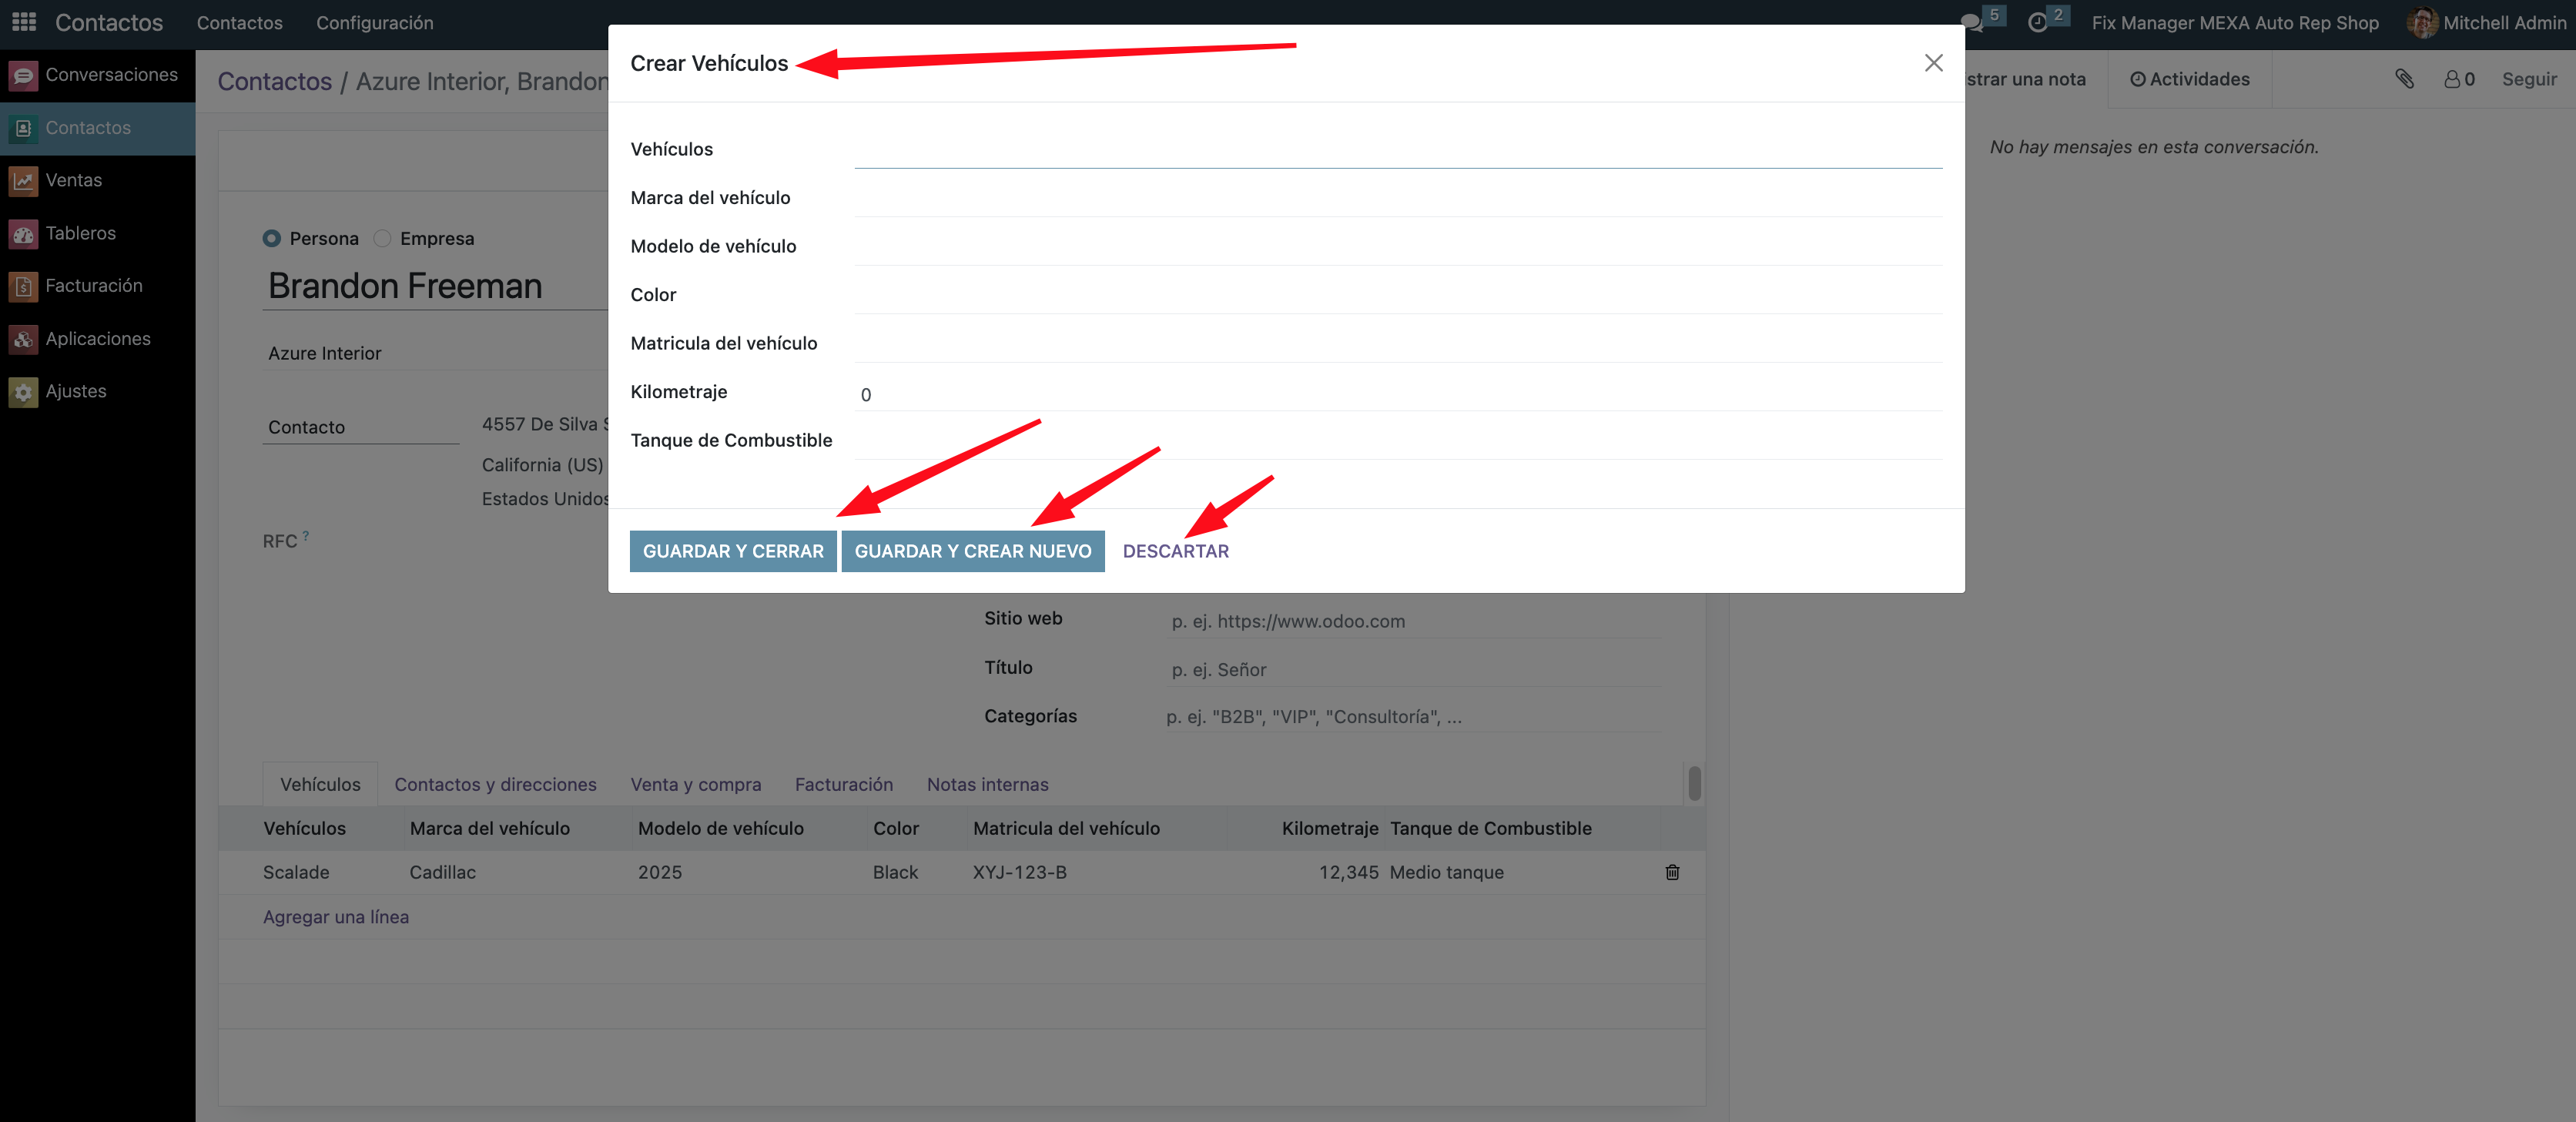 Contactos Contactos Configuración 5 2 Fix Manager MEXA Auto Rep Shop Mitchell Admin
Conversaciones
Contactos
Ventas
Tableros
Facturación
Aplicaciones
Ajustes
Contactos / Azure Interior, Brandon
strar una nota Actividades 0 Seguir
No hay mensajes en esta conversación.
Persona Empresa
Brandon Freeman
Azure Interior
Contacto
4557 De Silva S
California (US)
Estados Unidos
RFC ?
Crear Vehículos
Vehículos
Marca del vehículo
Modelo de vehículo
Color
Matricula del vehículo
Kilometraje 0
Tanque de Combustible
GUARDAR Y CERRAR GUARDAR Y CREAR NUEVO DESCARTAR
Sitio web p. ej. https://www.odoo.com
Título p. ej. Señor
Categorías p. ej. "B2B", "VIP", "Consultoría", ...
Vehículos Contactos y direcciones Venta y compra Facturación Notas internas
Vehículos Marca del vehículo Modelo de vehículo Color Matricula del vehículo Kilometraje Tanque de Combustible
Scalade Cadillac 2025 Black XYJ-123-B 12,345 Medio tanque
Agregar una línea